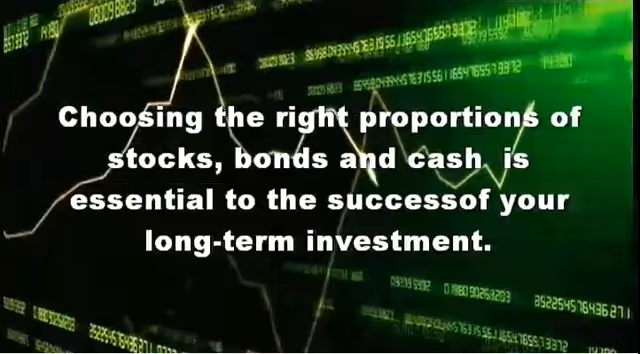 Choosing the right proportions of
stocks, bonds and cash  is
essential to the successof your
long-term investment.